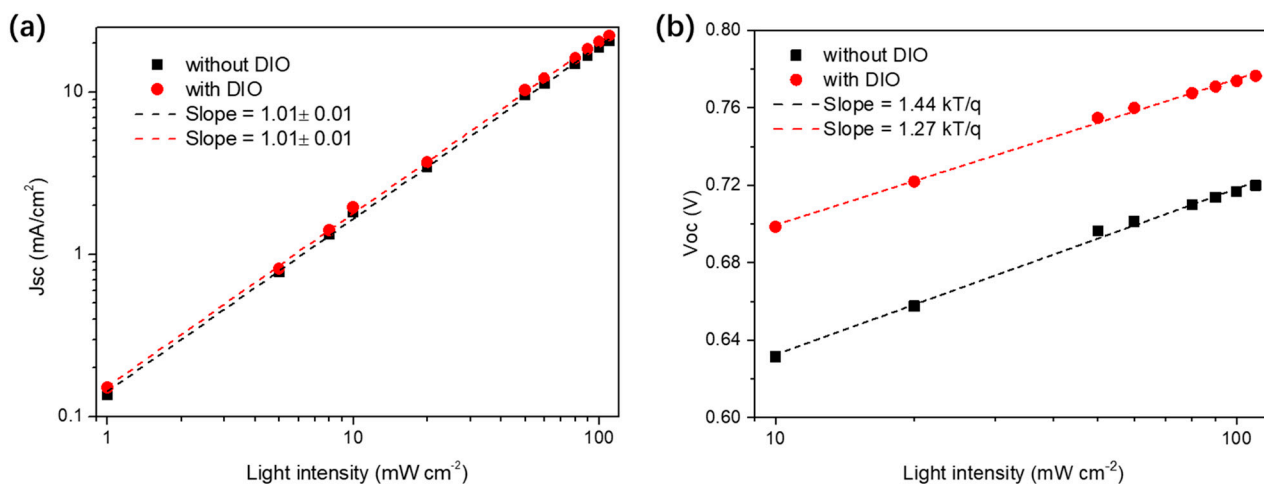 (a)
without DIO
with DIO
Slope = 1.01± 0.01
Slope = 1.01± 0.01
10
1
0.1
1
10
100
Jsc (mA/cm²)
Light intensity (mW cm⁻²)
(b)
without DIO
with DIO
Slope = 1.44 kT/q
Slope = 1.27 kT/q
0.80
0.76
0.72
0.68
0.64
0.60
10
100
Voc (V)
Light intensity (mW cm⁻²)